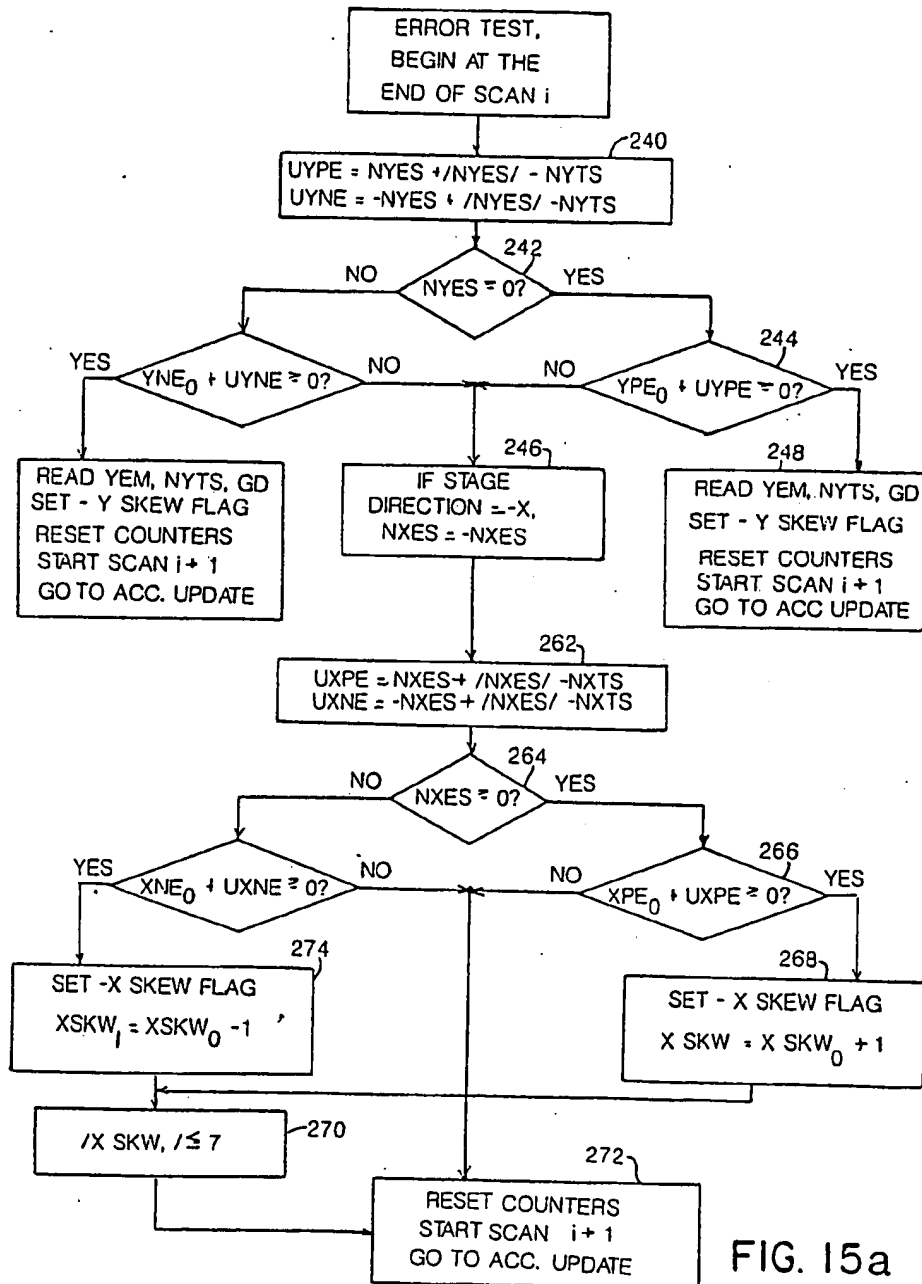 ERROR TEST,
BEGIN AT THE
END OF SCAN i
240
UYPE = NYES +/NYES/ - NYTS
UYNE = -NYES + /NYES/ -NYTS
242
NO
YES
NYES ≥ 0?
244
YES
YNE₀ + UYNE ≥ 0?
NO
NO
YPE₀ + UYPE ≥ 0?
YES
READ YEM, NYTS, GD
SET - Y SKEW FLAG
RESET COUNTERS
START SCAN i + 1
GO TO ACC. UPDATE
246
IF STAGE
DIRECTION = -X,
NXES = -NXES
248
READ YEM, NYTS, GD
SET - Y SKEW FLAG
RESET COUNTERS
START SCAN i + 1
GO TO ACC UPDATE
262
UXPE = NXES + /NXES/ -NXTS
UXNE = -NXES + /NXES/ -NXTS
264
NO
YES
NXES ≥ 0?
266
YES
XNE₀ + UXNE ≥ 0?
NO
NO
XPE₀ + UXPE ≥ 0?
YES
274
SET -X SKEW FLAG
XSKW₁ = XSKW₀ -1
268
SET - X SKEW FLAG
X SKW = X SKW₀ + 1
/X SKW, / ≤ 7
270
272
RESET COUNTERS
START SCAN i + 1
GO TO ACC. UPDATE
FIG. 15a